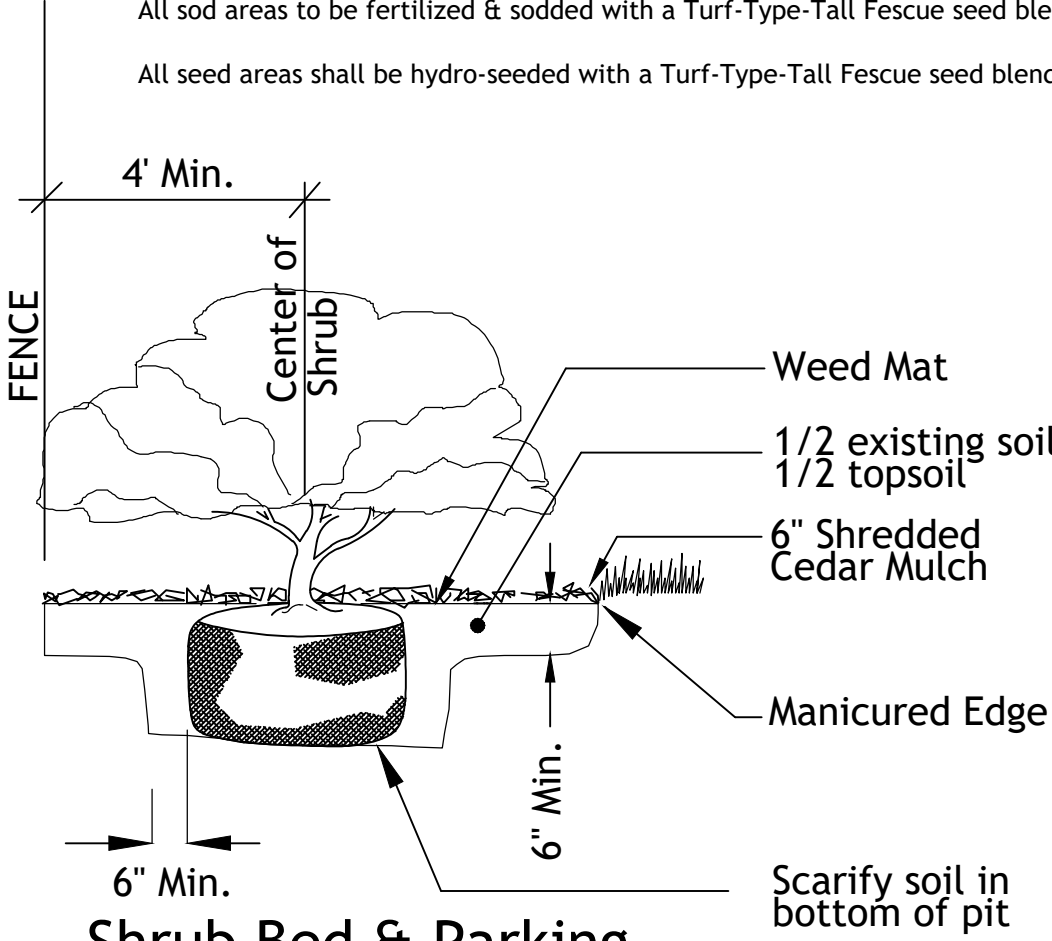 All sod areas to be fertilized & sodded with a Turf-Type-Tall Fescue seed
All seed areas shall be hydro-seeded with a Turf-Type-Tall Fescue seed blend
4' Min.
FENCE
Center of
Shrub
Weed Mat
1/2 existing soil
1/2 topsoil
6" Shredded
Cedar Mulch
Manicured Edge
6" Min.
6" Min.
Scarify soil in
bottom of pit
Shrub Bed & Parking